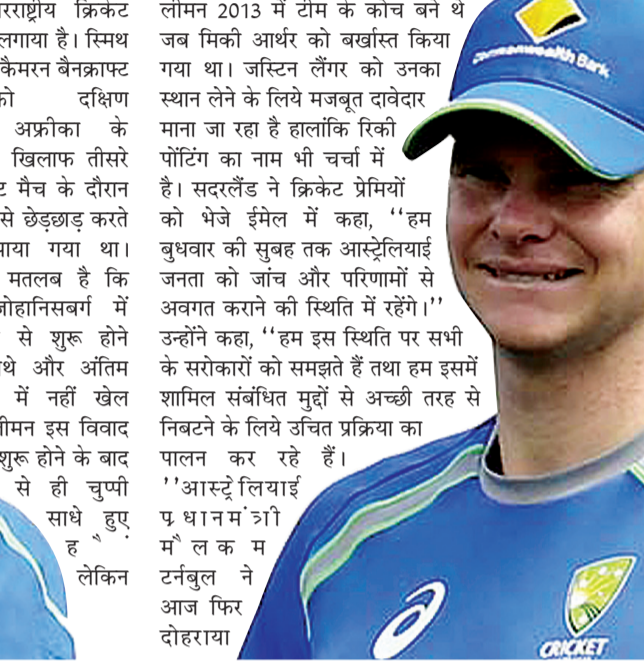 रराष्ट्रीय क्रिकेट
लगाया है। स्मिथ
कैमरन बैनक्राफ्ट
को दक्षिण
अफ्रीका के
खिलाफ तीसरे
ट मैच के दौरान
से छेड़छाड़ करते
पाया गया था।
मतलब है कि
जोहानिसबर्ग में
से शुरू होने
थे और अंतिम
में नहीं खेल
लीमन इस विवाद
शुरू होने के बाद
से ही चुप्पी
साधे हुए
हैं
लेकिन
लीमन 2013 में टीम के कोच बने थे
जब मिकी आर्थर को बर्खास्त किया
गया था। जस्टिन लैंगर को उनका
स्थान लेने के लिये मजबूत दावेदार
माना जा रहा है हालांकि रिकी
पोंटिंग का नाम भी चर्चा में
है। सदरलैंड ने क्रिकेट प्रेमियों
को भेजे ईमेल में कहा, ‘‘हम
बुधवार की सुबह तक आस्ट्रेलियाई
जनता को जांच और परिणामों से
अवगत कराने की स्थिति में रहेंगे।’’
उन्होंने कहा, ‘‘हम इस स्थिति पर सभी
के सरोकारों को समझते हैं तथा हम इसमें
शामिल संबंधित मुद्दों से अच्छी तरह से
निबटने के लिये उचित प्रक्रिया का
पालन कर रहे हैं।
’’आस्ट्रेलियाई
प्रधानमंत्री
मैलकम
टर्नबुल ने
आज फिर
दोहराया
Commonwealth Bank
CRICKET